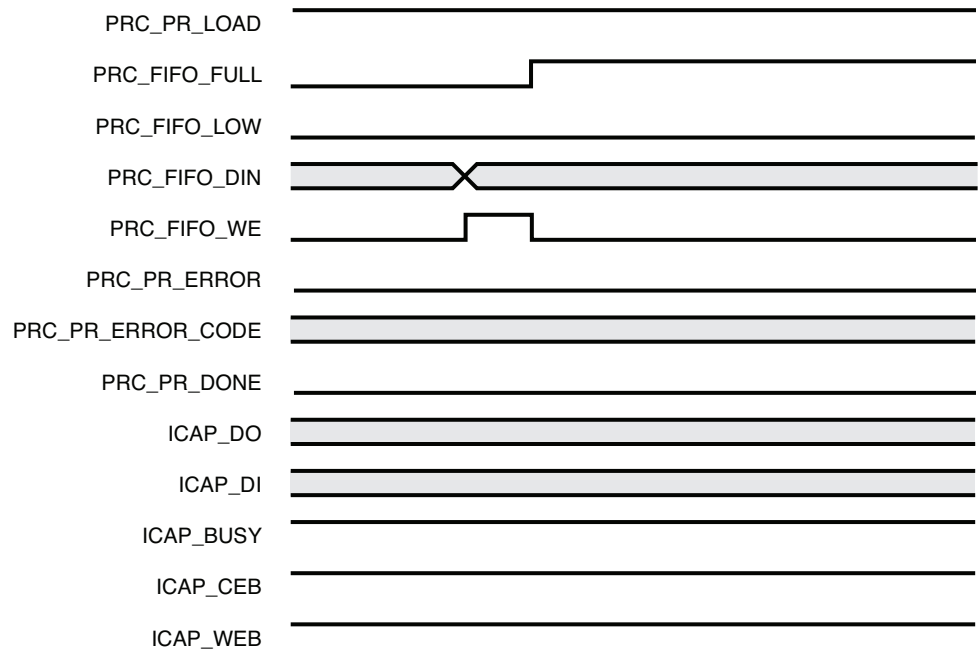 PRC_PR_LOAD
PRC_FIFO_FULL
PRC_FIFO_LOW
PRC_FIFO_DIN
PRC_FIFO_WE
PRC_PR_ERROR
PRC_PR_ERROR_CODE
PRC_PR_DONE
ICAP_DO
ICAP_DI
ICAP_BUSY
ICAP_CEB
ICAP_WEB